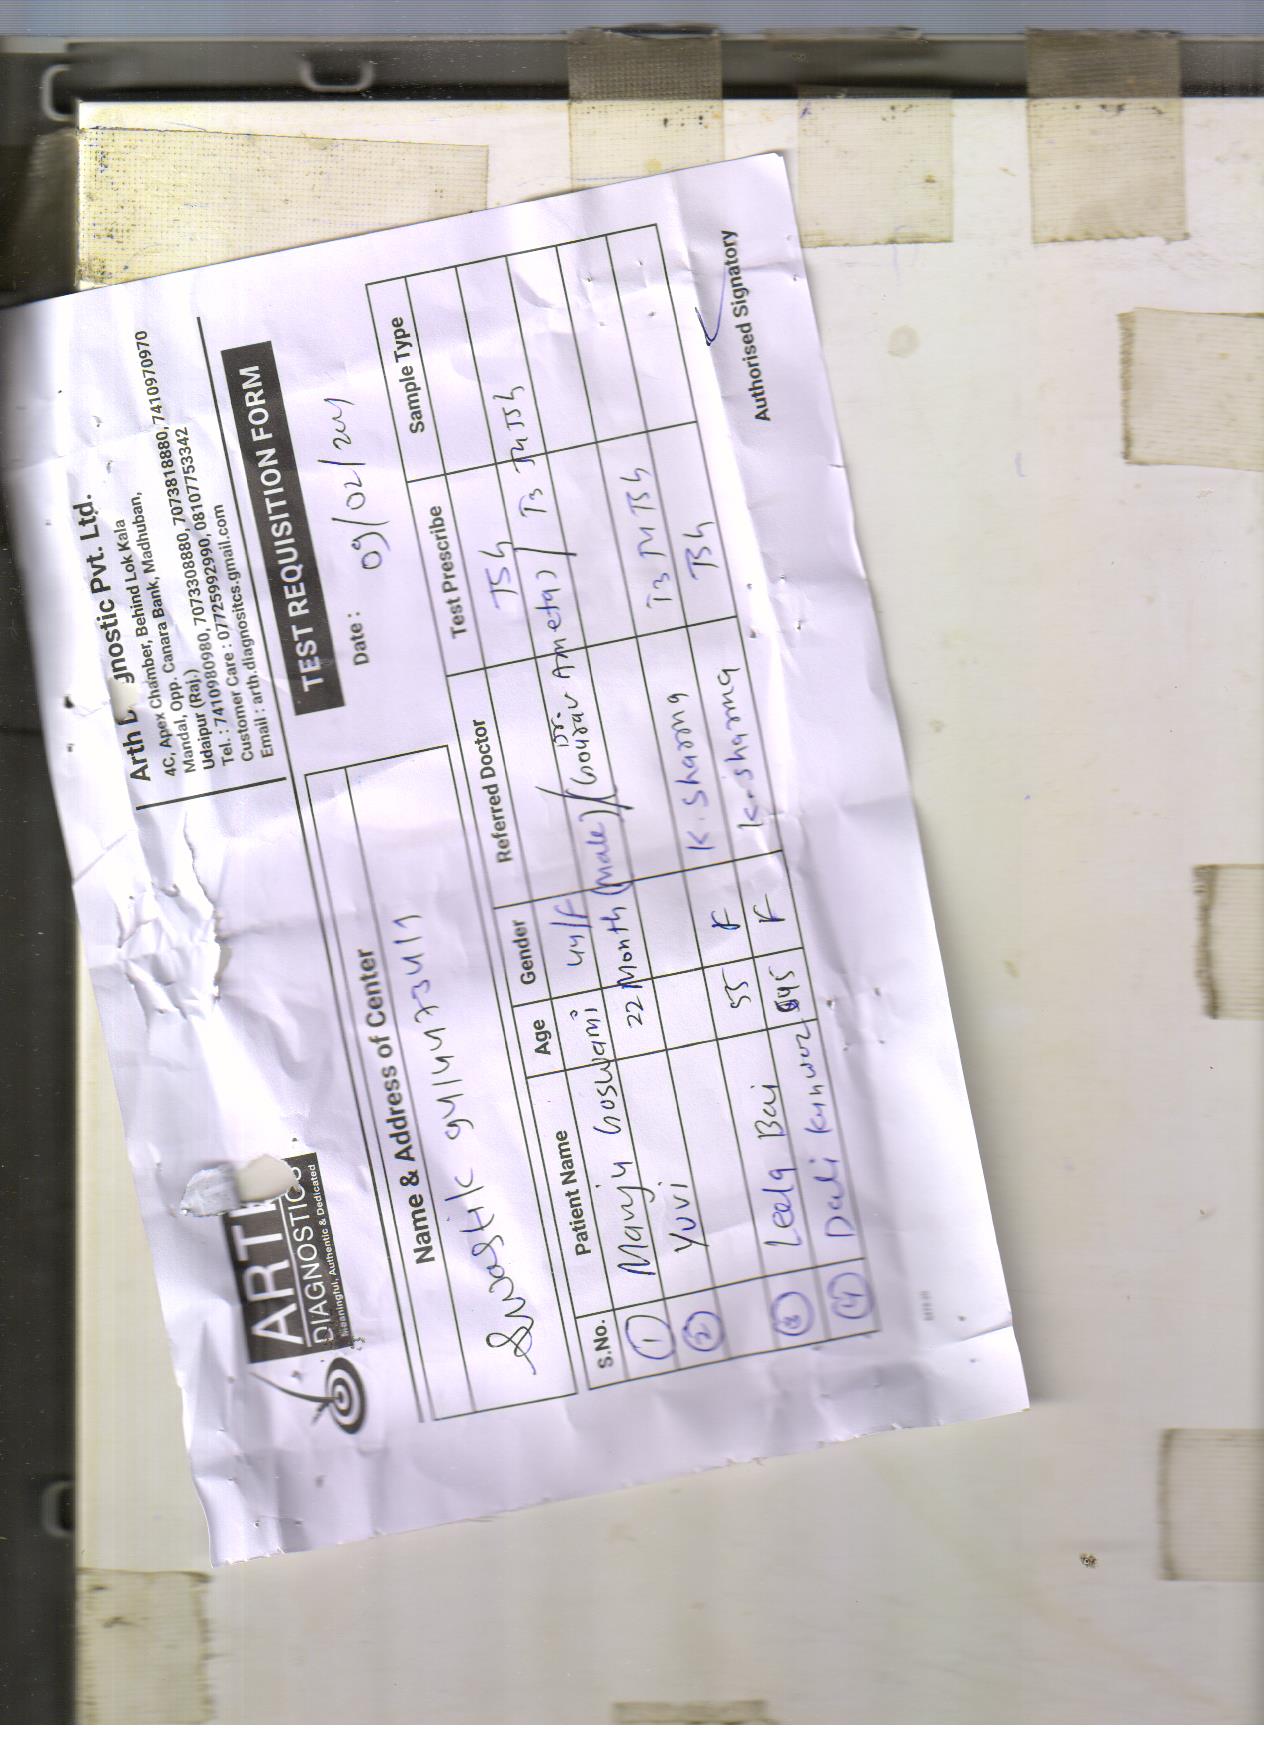 ARTH
DIAGNOSTICS
Meaningful, Authentic & Dedicated
Arth Diagnostic Pvt. Ltd.
4C, Apex Chamber, Behind Lok Kala
Mandal, Opp. Canara Bank, Madhuban,
Udaipur (Raj.)
Tel. : 7410980980, 7073308880, 7073818880, 7410970970
Customer Care : 07725992990, 08107753342
Email : arth.diagnositcs.gmail.com
TEST REQUISITION FORM
Name & Address of Center
Date : 09/02/24
Swastik 9414473417
S.No. Patient Name Age Gender Referred Doctor Test Prescribe Sample Type
1 Manju Goswami 44/F TSh
2 Yuvi 22 Month (male) (Dr. Gourav Ameta) / T3 T4 TSh
3 Leela Bai 55 F K. Sharma T3 T4 TSh
4 Dali Kunwar 45 F K. Sharma TSh
Authorised Signatory